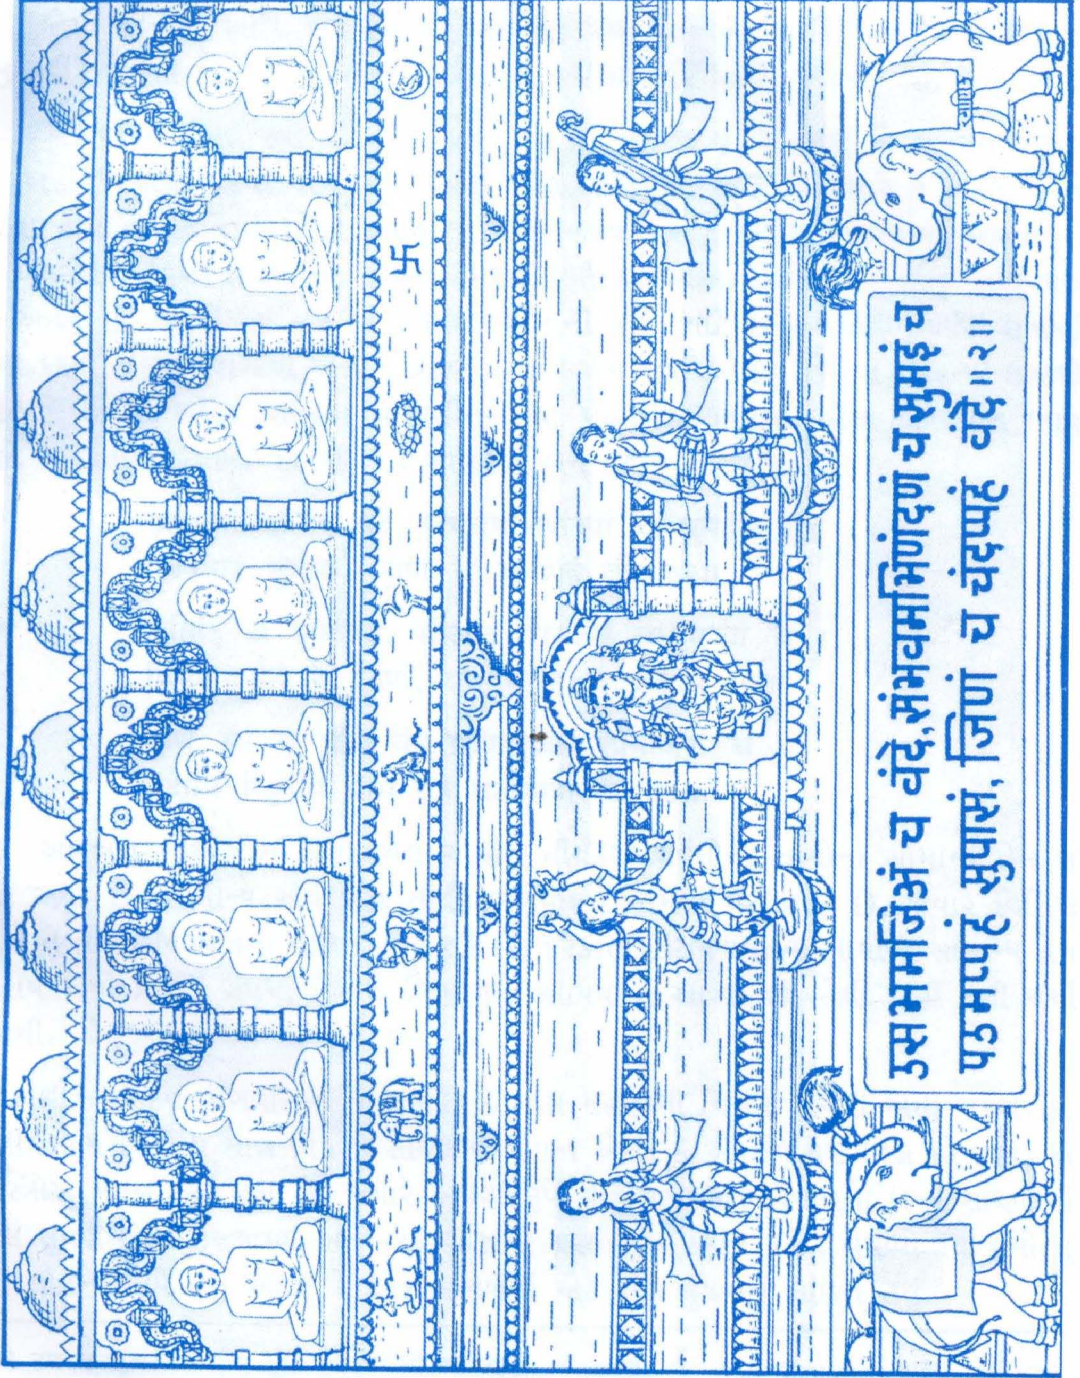 उसभमजिअं च वंदे,संभवमभिणंदणं च सुमइं च
पउमप्पहं सुपासं, जिणं च चंदप्पहं वंदे॥२॥